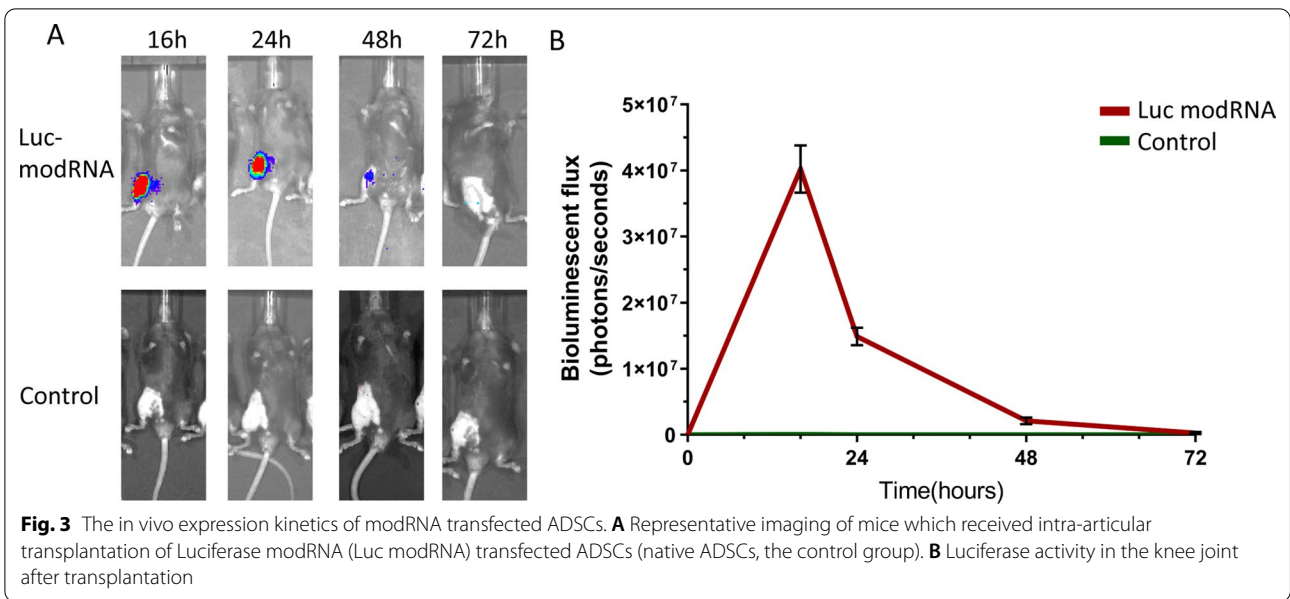 A
16h 24h 48h 72h
Luc-
modRNA
Control
B
Bioluminescent flux
(photons/seconds)
5×10⁷
4×10⁷
3×10⁷
2×10⁷
1×10⁷
0
0 24 48 72
Time(hours)
Luc modRNA
Control
Fig. 3 The in vivo expression kinetics of modRNA transfected ADSCs. A Representative imaging of mice which received intra-articular
transplantation of Luciferase modRNA (Luc modRNA) transfected ADSCs (native ADSCs, the control group). B Luciferase activity in the knee joint
after transplantation